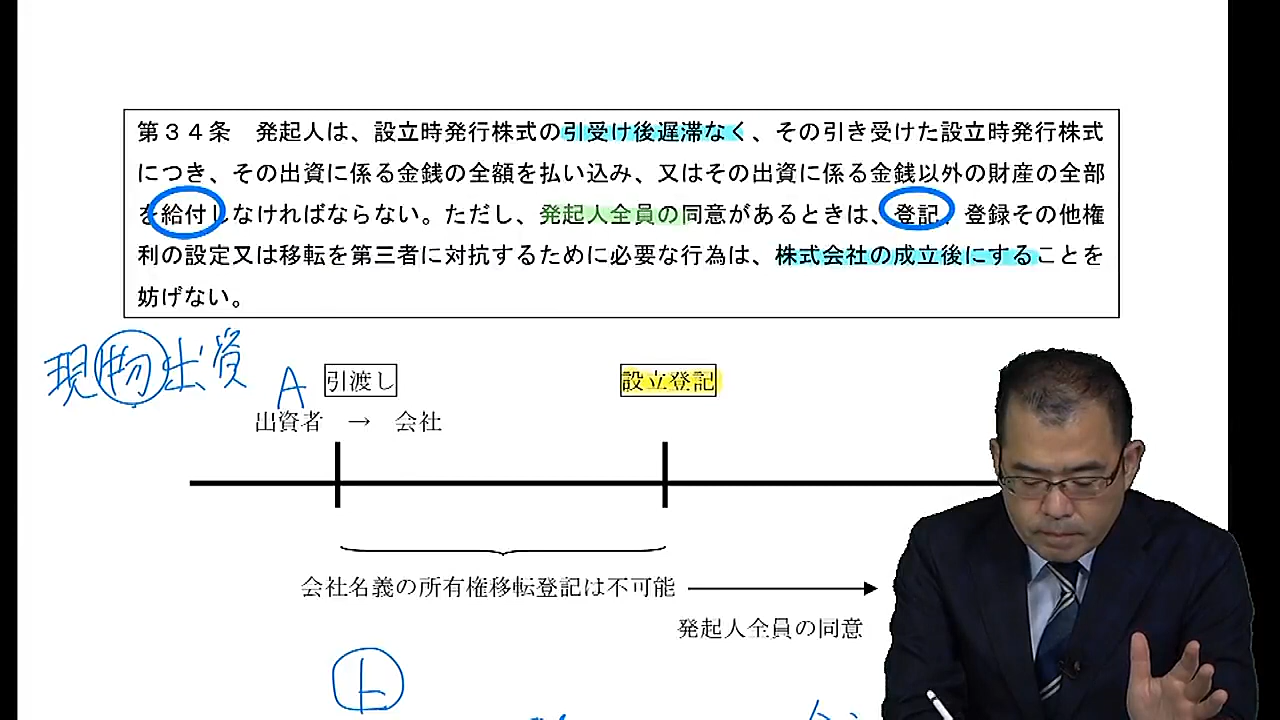 第３４条　発起人は、設立時発行株式の引受け後遅滞なく、その引き受けた設立時発行株式
につき、その出資に係る金銭の全額を払い込み、又はその出資に係る金銭以外の財産の全部
を給付しなければならない。ただし、発起人全員の同意があるときは、登記、登録その他権
利の設定又は移転を第三者に対抗するために必要な行為は、株式会社の成立後にすることを
妨げない。
現物出資
A 引渡し
設立登記
出資者 → 会社
会社名義の所有権移転登記は不可能
発起人全員の同意
土